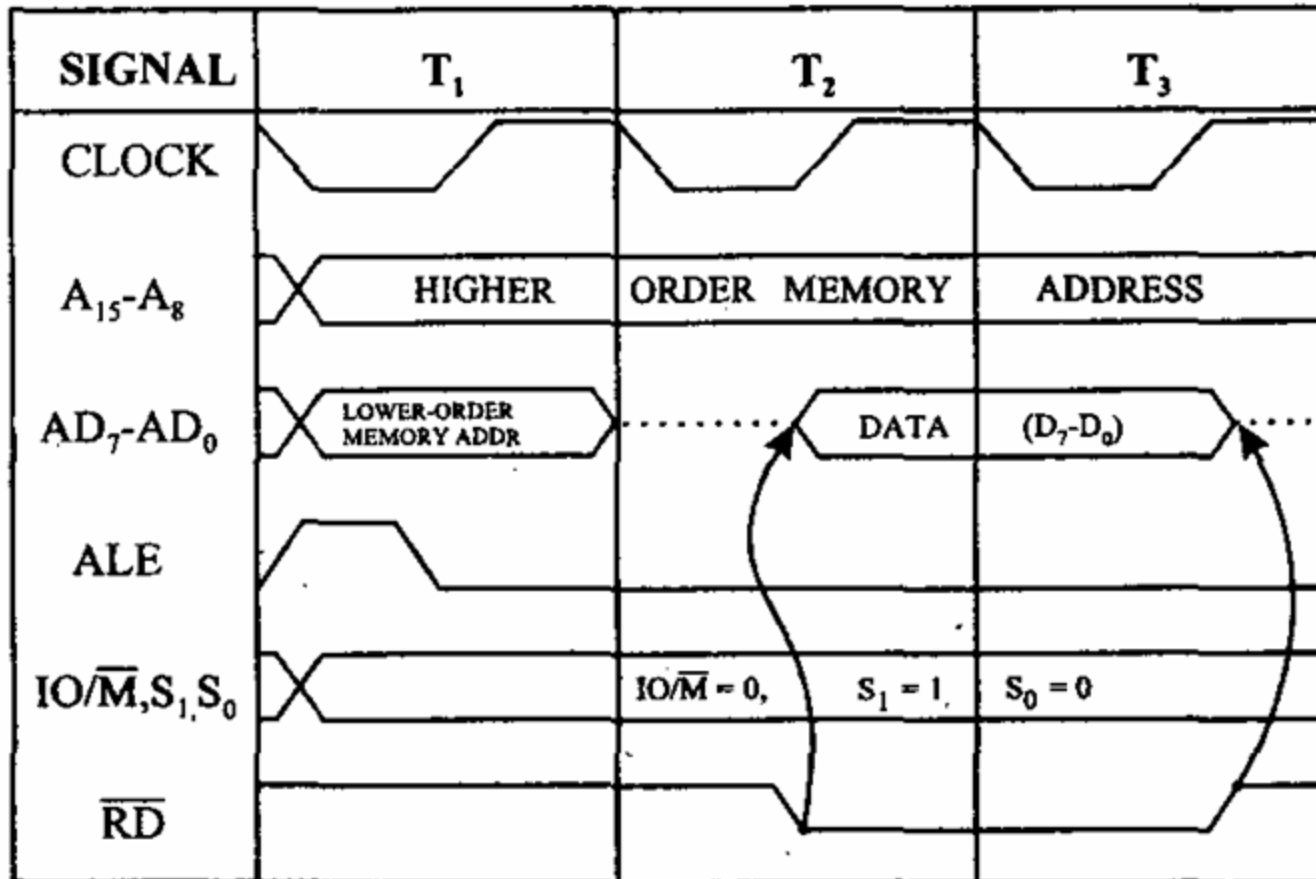 SIGNAL T₁ T₂ T₃
CLOCK
A₁₅-A₈ HIGHER ORDER MEMORY ADDRESS
AD₇-AD₀ LOWER-ORDER MEMORY ADDR DATA (D₇-D₀)
ALE
IO/M̅,S₁,S₀ IO/M̅ = 0, S₁ = 1 S₀ = 0
R̅D̅